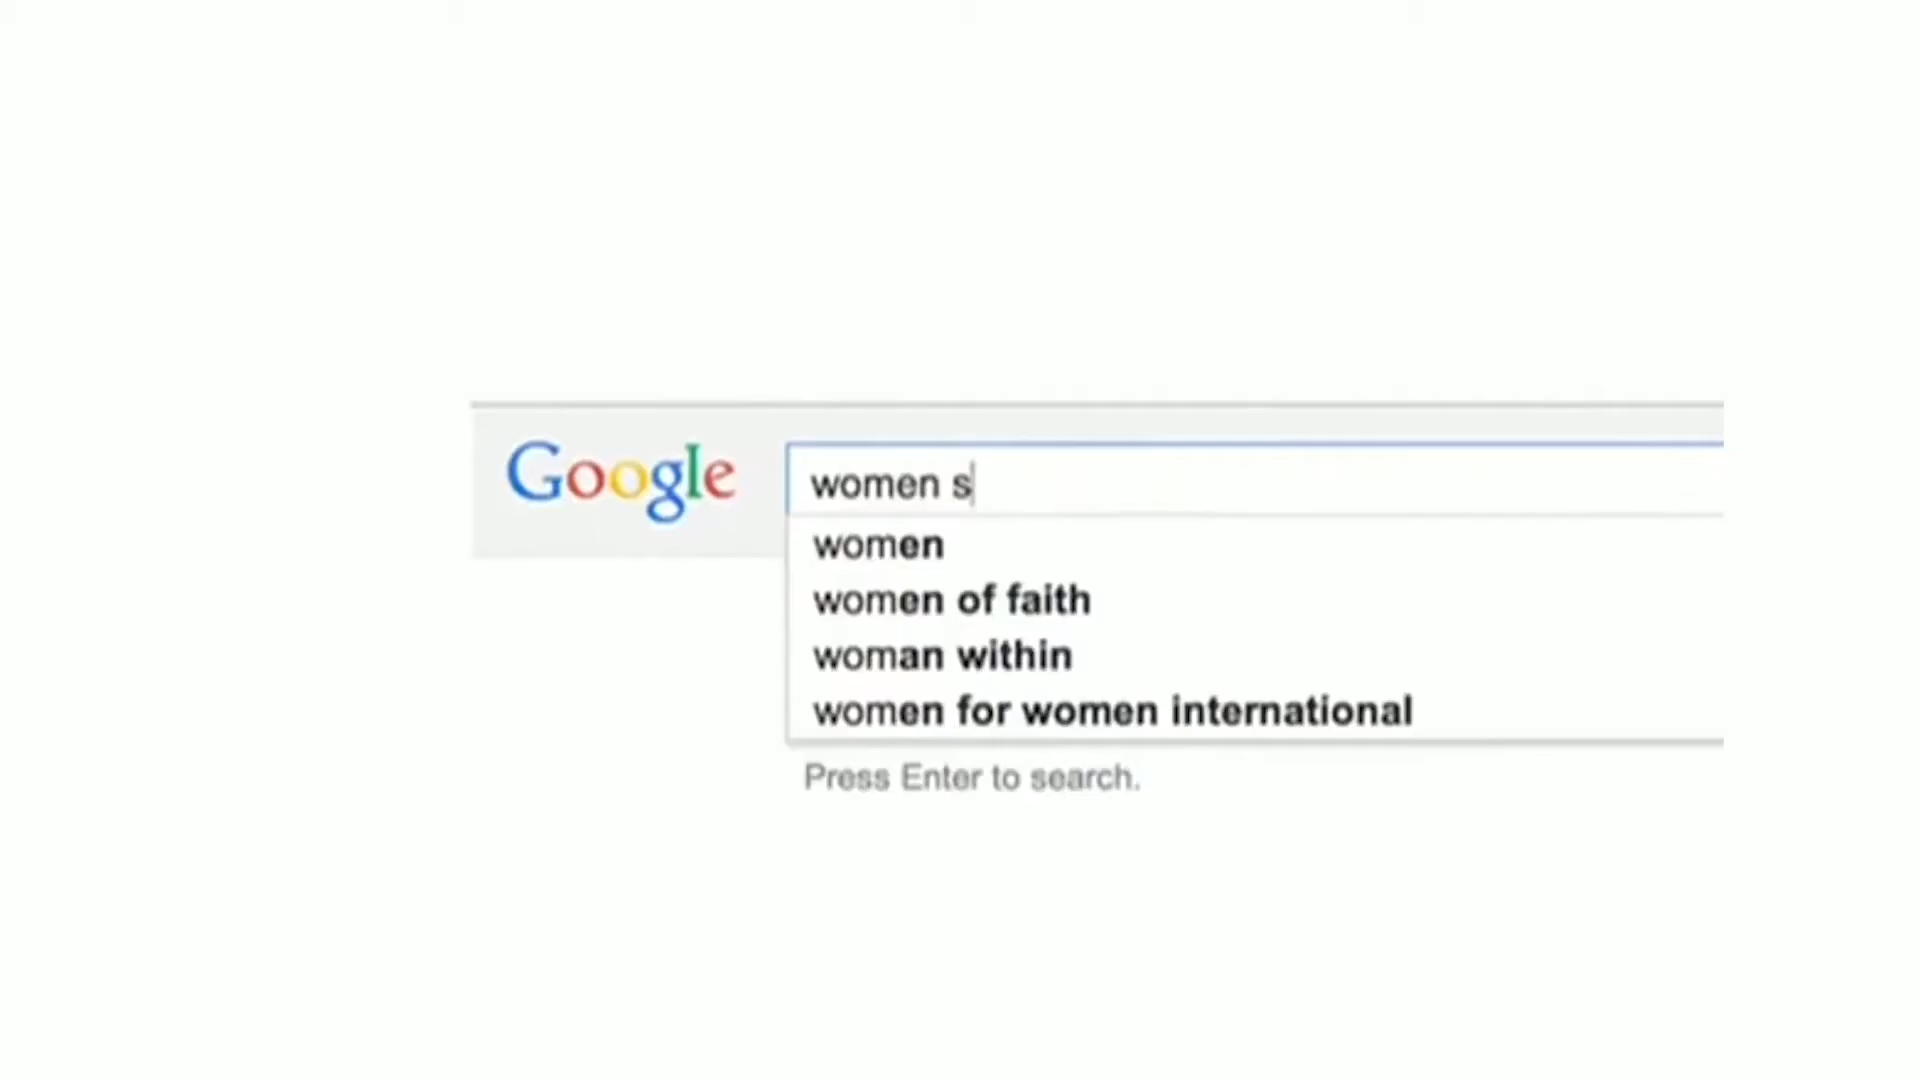 Google women s
women
women of faith
woman within
women for women international
Press Enter to search.